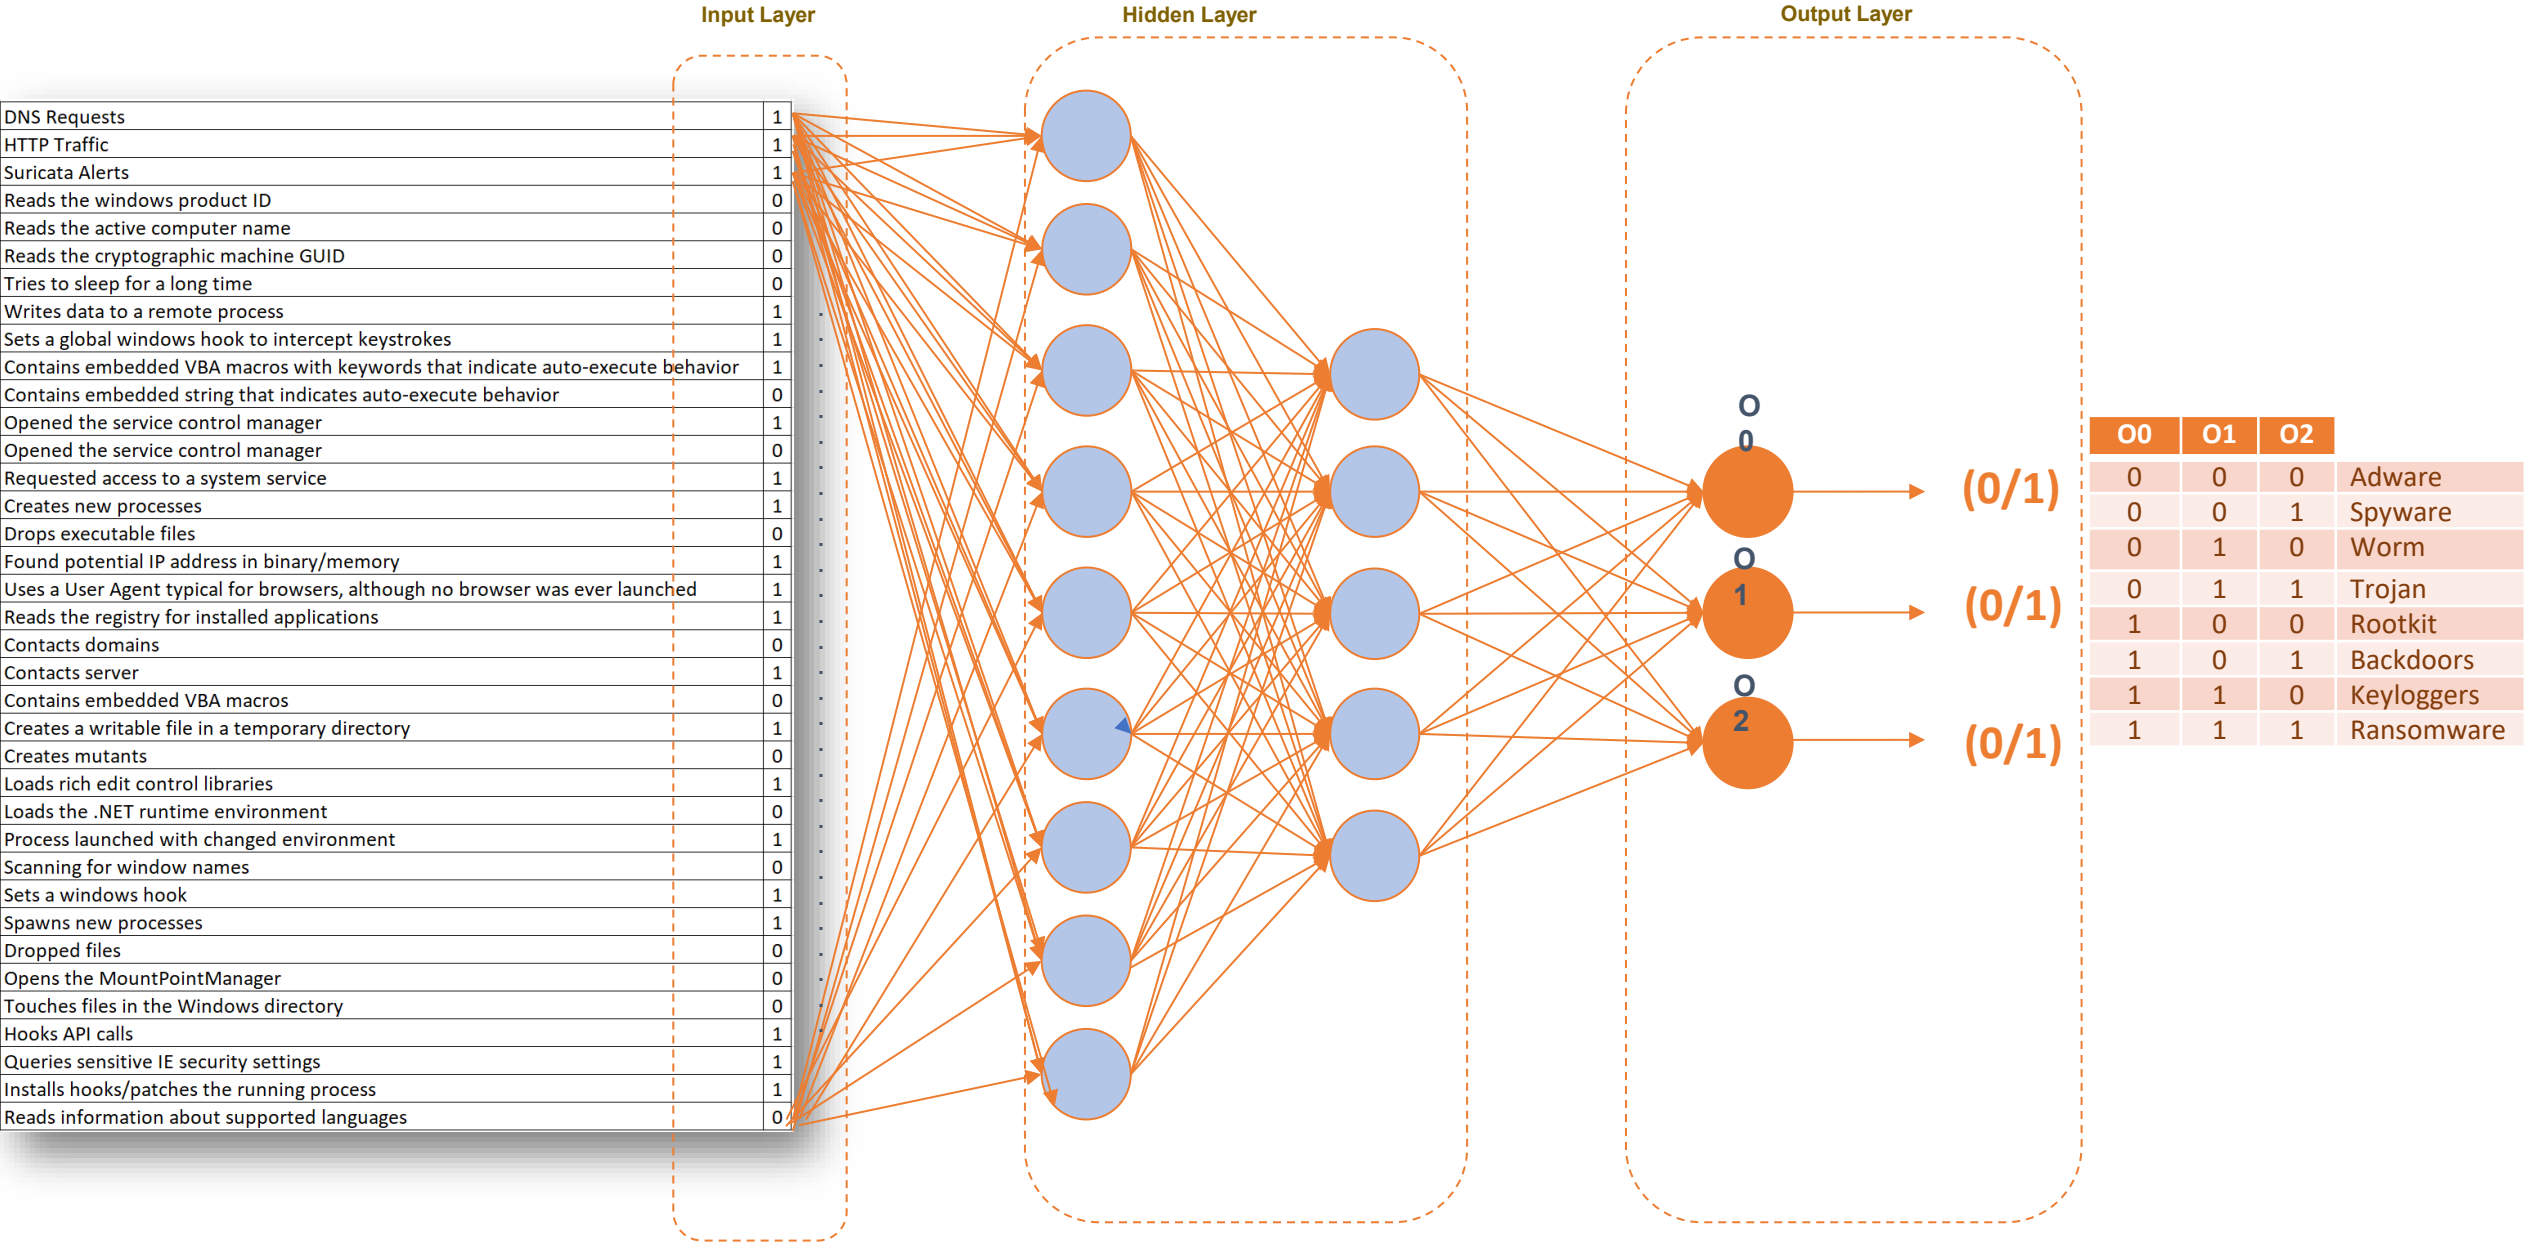 Input Layer
Hidden Layer
Output Layer
DNS Requests 1
HTTP Traffic 1
Suricata Alerts 1
Reads the windows product ID 0
Reads the active computer name 0
Reads the cryptographic machine GUID 0
Tries to sleep for a long time 0
Writes data to a remote process 1
Sets a global windows hook to intercept keystrokes 1
Contains embedded VBA macros with keywords that indicate auto-execute behavior 1
Contains embedded string that indicates auto-execute behavior 0
Opened the service control manager 1
Opened the service control manager 0
Requested access to a system service 1
Creates new processes 1
Drops executable files 0
Found potential IP address in binary/memory 1
Uses a User Agent typical for browsers, although no browser was ever launched 1
Reads the registry for installed applications 1
Contacts domains 0
Contacts server 1
Contains embedded VBA macros 0
Creates a writable file in a temporary directory 1
Creates mutants 0
Loads rich edit control libraries 1
Loads the .NET runtime environment 0
Process launched with changed environment 1
Scanning for window names 0
Sets a windows hook 1
Spawns new processes 1
Dropped files 0
Opens the MountPointManager 0
Touches files in the Windows directory 0
Hooks API calls 1
Queries sensitive IE security settings 1
Installs hooks/patches the running process 1
Reads information about supported languages 0
O
0
(0/1)
O
1
(0/1)
O
2
(0/1)
O0 O1 O2
0 0 0 Adware
0 0 1 Spyware
0 1 0 Worm
0 1 1 Trojan
1 0 0 Rootkit
1 0 1 Backdoors
1 1 0 Keyloggers
1 1 1 Ransomware